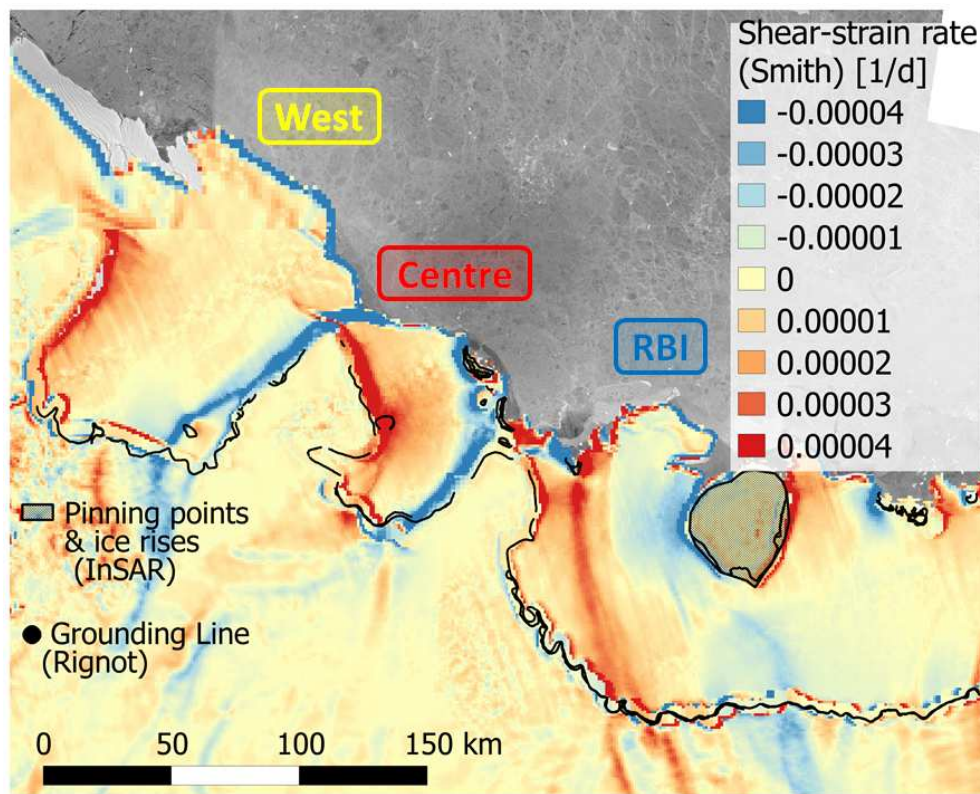 Shear-strain rate
(Smith) [1/d]
-0.00004
-0.00003
-0.00002
-0.00001
0
0.00001
0.00002
0.00003
0.00004
West
Centre
RBI
Pinning points
& ice rises
(InSAR)
Grounding Line
(Rignot)
0 50 100 150 km